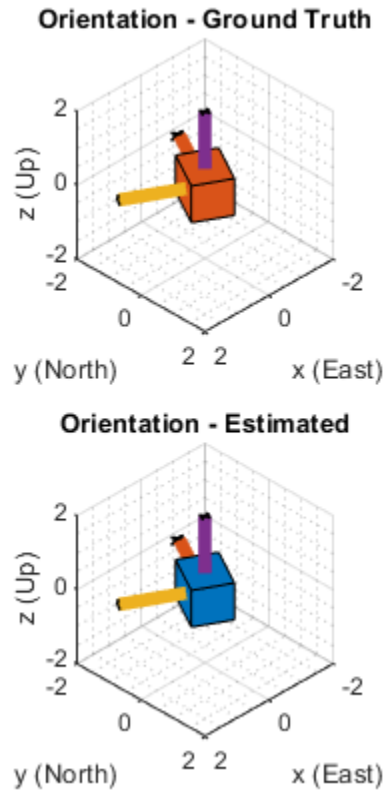 Orientation - Ground Truth
2
0
-2
z (Up)
-2
0
2
y (North)
2
0
-2
x (East)
Orientation - Estimated
2
0
-2
z (Up)
-2
0
2
y (North)
2
0
-2
x (East)